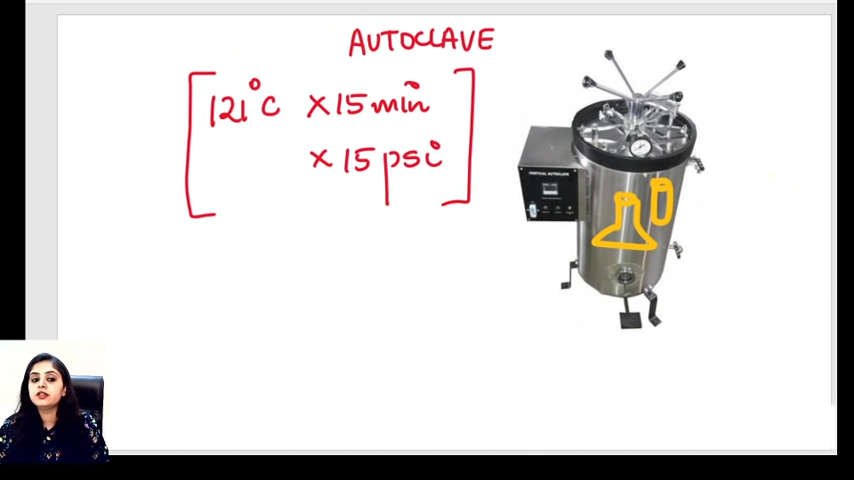 AUTOCLAVE
121°C × 15 min
× 15 psi
VERTICAL AUTOCLAVE